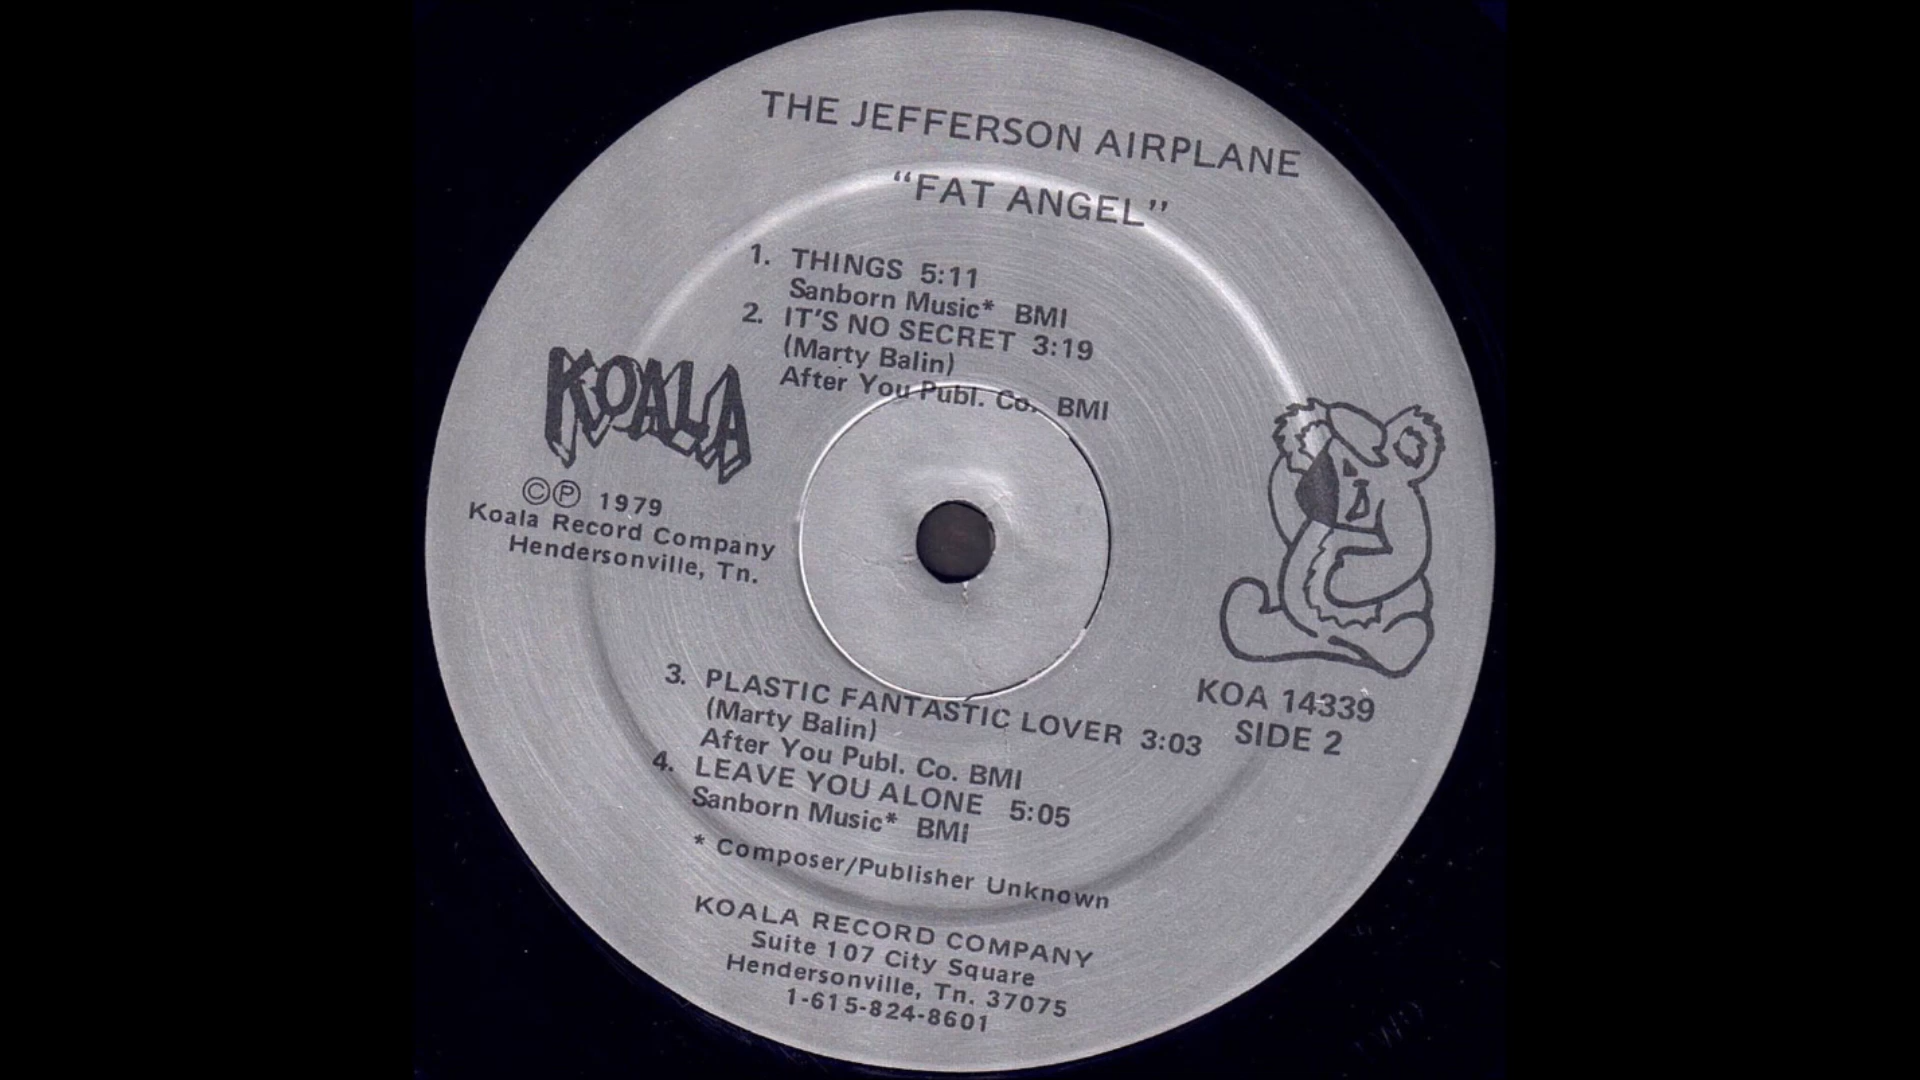 THE JEFFERSON AIRPLANE
"FAT ANGEL"
1. THINGS 5:11
Sanborn Music* BMI
2. IT'S NO SECRET 3:19
(Marty Balin)
After You Publ. Co. BMI
KOALA
©℗ 1979
Koala Record Company
Hendersonville, Tn.
3. PLASTIC FANTASTIC LOVER 3:03
(Marty Balin)
After You Publ. Co. BMI
4. LEAVE YOU ALONE 5:05
Sanborn Music* BMI
* Composer/Publisher Unknown
KOA 14339
SIDE 2
KOALA RECORD COMPANY
Suite 107 City Square
Hendersonville, Tn. 37075
1-615-824-8601